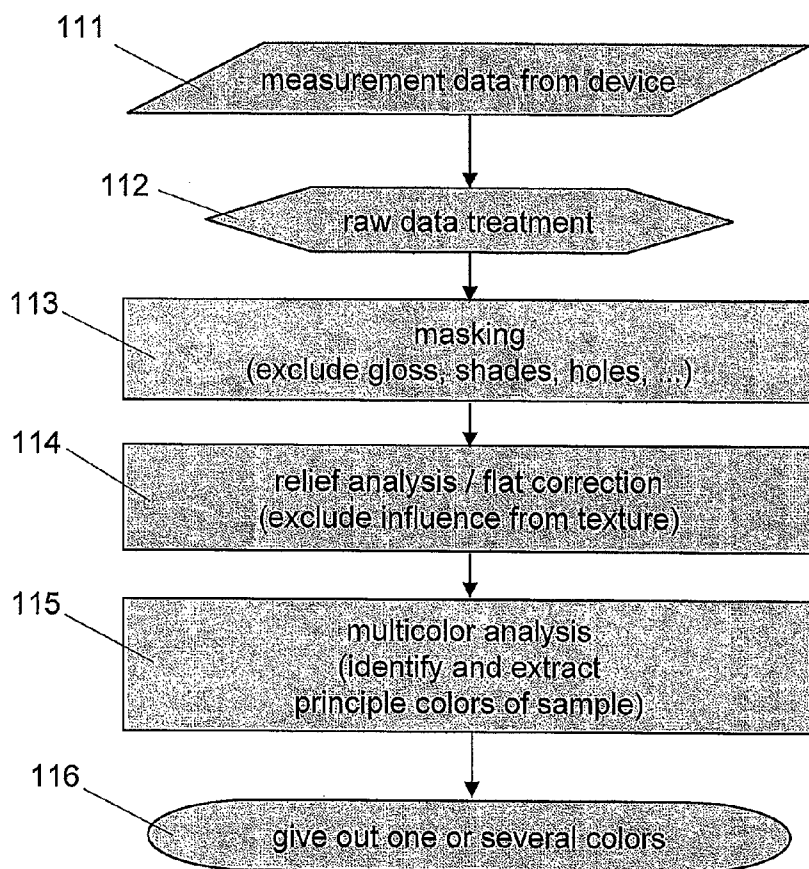 111
measurement data from device
112
raw data treatment
113
masking
(exclude gloss, shades, holes, ...)
114
relief analysis / flat correction
(exclude influence from texture)
115
multicolor analysis
(identify and extract
principle colors of sample)
116
give out one or several colors